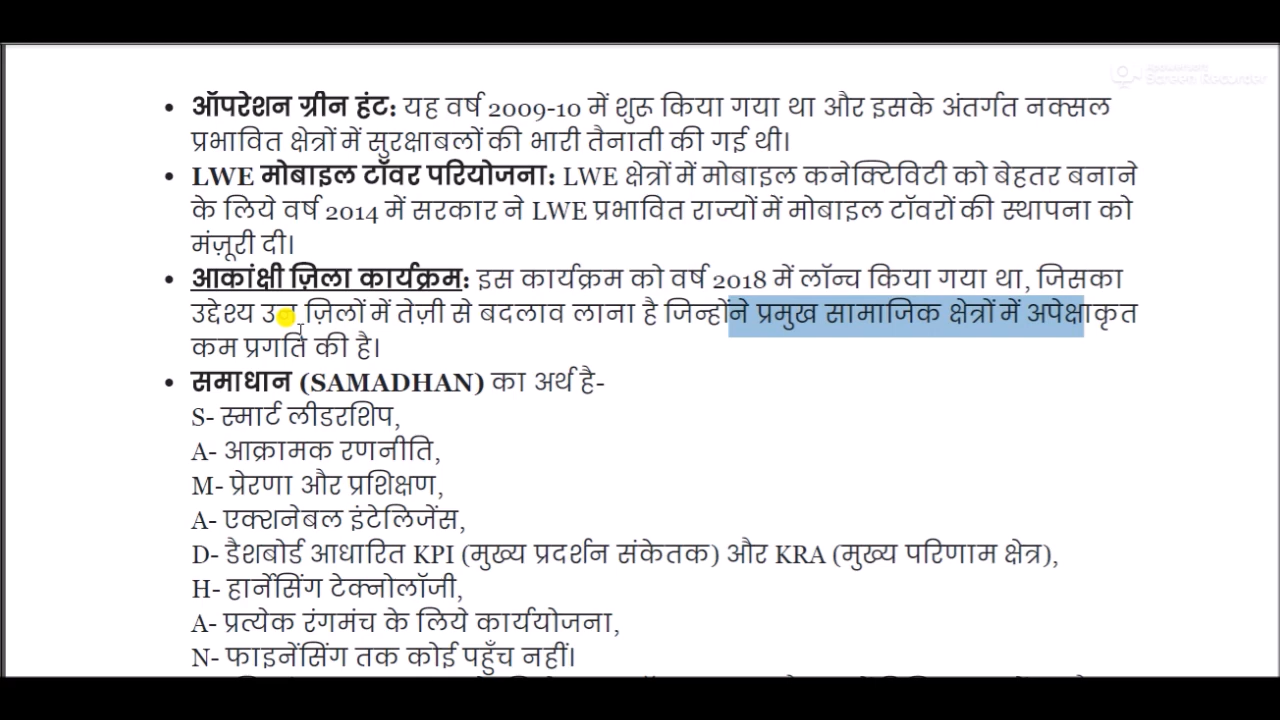 • ऑपरेशन ग्रीन हंट: यह वर्ष 2009-10 में शुरू किया गया था और इसके अंतर्गत नक्सल
प्रभावित क्षेत्रों में सुरक्षाबलों की भारी तैनाती की गई थी।
• LWE मोबाइल टॉवर परियोजना: LWE क्षेत्रों में मोबाइल कनेक्टिविटी को बेहतर बनाने
के लिये वर्ष 2014 में सरकार ने LWE प्रभावित राज्यों में मोबाइल टॉवरों की स्थापना को
मंज़ूरी दी।
• आकांक्षी ज़िला कार्यक्रम: इस कार्यक्रम को वर्ष 2018 में लॉन्च किया गया था, जिसका
उद्देश्य उन ज़िलों में तेज़ी से बदलाव लाना है जिन्होंने प्रमुख सामाजिक क्षेत्रों में अपेक्षाकृत
कम प्रगति की है।
• समाधान (SAMADHAN) का अर्थ है-
S- स्मार्ट लीडरशिप,
A- आक्रामक रणनीति,
M- प्रेरणा और प्रशिक्षण,
A- एक्शनेबल इंटेलिजेंस,
D- डैशबोर्ड आधारित KPI (मुख्य प्रदर्शन संकेतक) और KRA (मुख्य परिणाम क्षेत्र),
H- हार्नेसिंग टेक्नोलॉजी,
A- प्रत्येक रंगमंच के लिये कार्ययोजना,
N- फाइनेंसिंग तक कोई पहुँच नहीं।
Screen Recorder